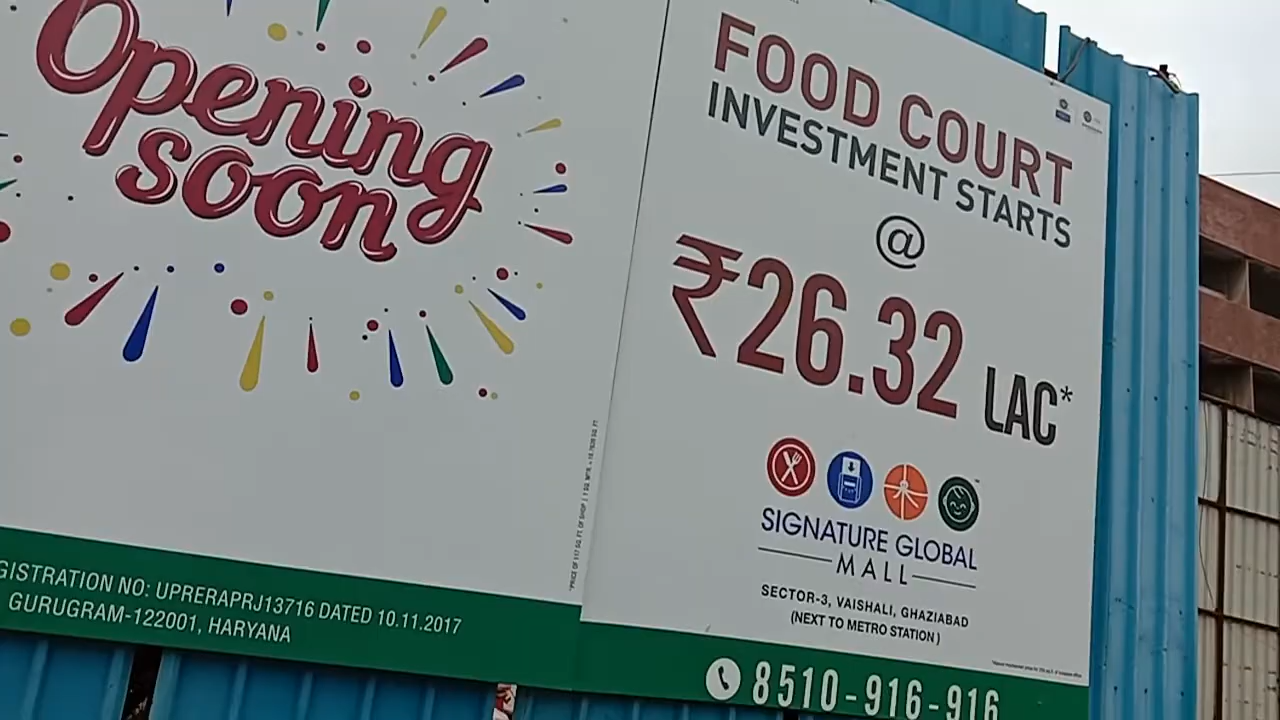 Opening
soon
GISTRATION NO: UPRERAPRJ13716 DATED 10.11.2017
GURUGRAM-122001, HARYANA
FOOD COURT
INVESTMENT STARTS
@
₹26.32 LAC*
SIGNATURE GLOBAL
MALL
SECTOR-3, VAISHALI, GHAZIABAD
(NEXT TO METRO STATION)
8510-916-916